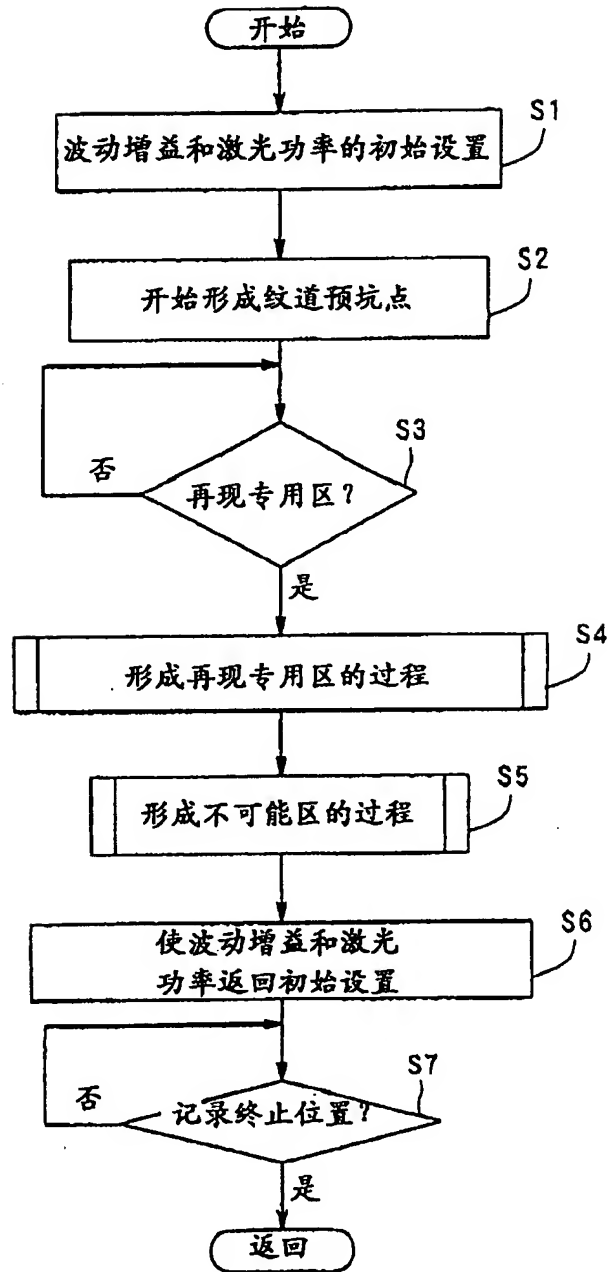 开始
S1
波动增益和激光功率的初始设置
S2
开始形成纹道预坑点
S3
再现专用区?
否
是
S4
形成再现专用区的过程
S5
形成不可能区的过程
S6
使波动增益和激光
功率返回初始设置
S7
记录终止位置?
否
是
返回